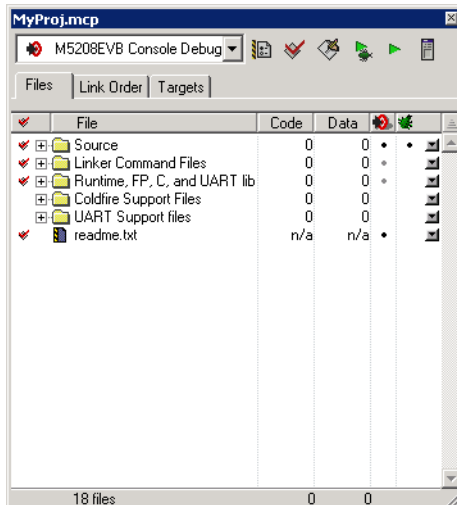 MyProj.mcp
M5208EVB Console Debug
Files Link Order Targets
File Code Data
Source 0 0
Linker Command Files 0 0
Runtime, FP, C, and UART lib 0 0
Coldfire Support Files 0 0
UART Support files 0 0
readme.txt n/a n/a
18 files 0 0